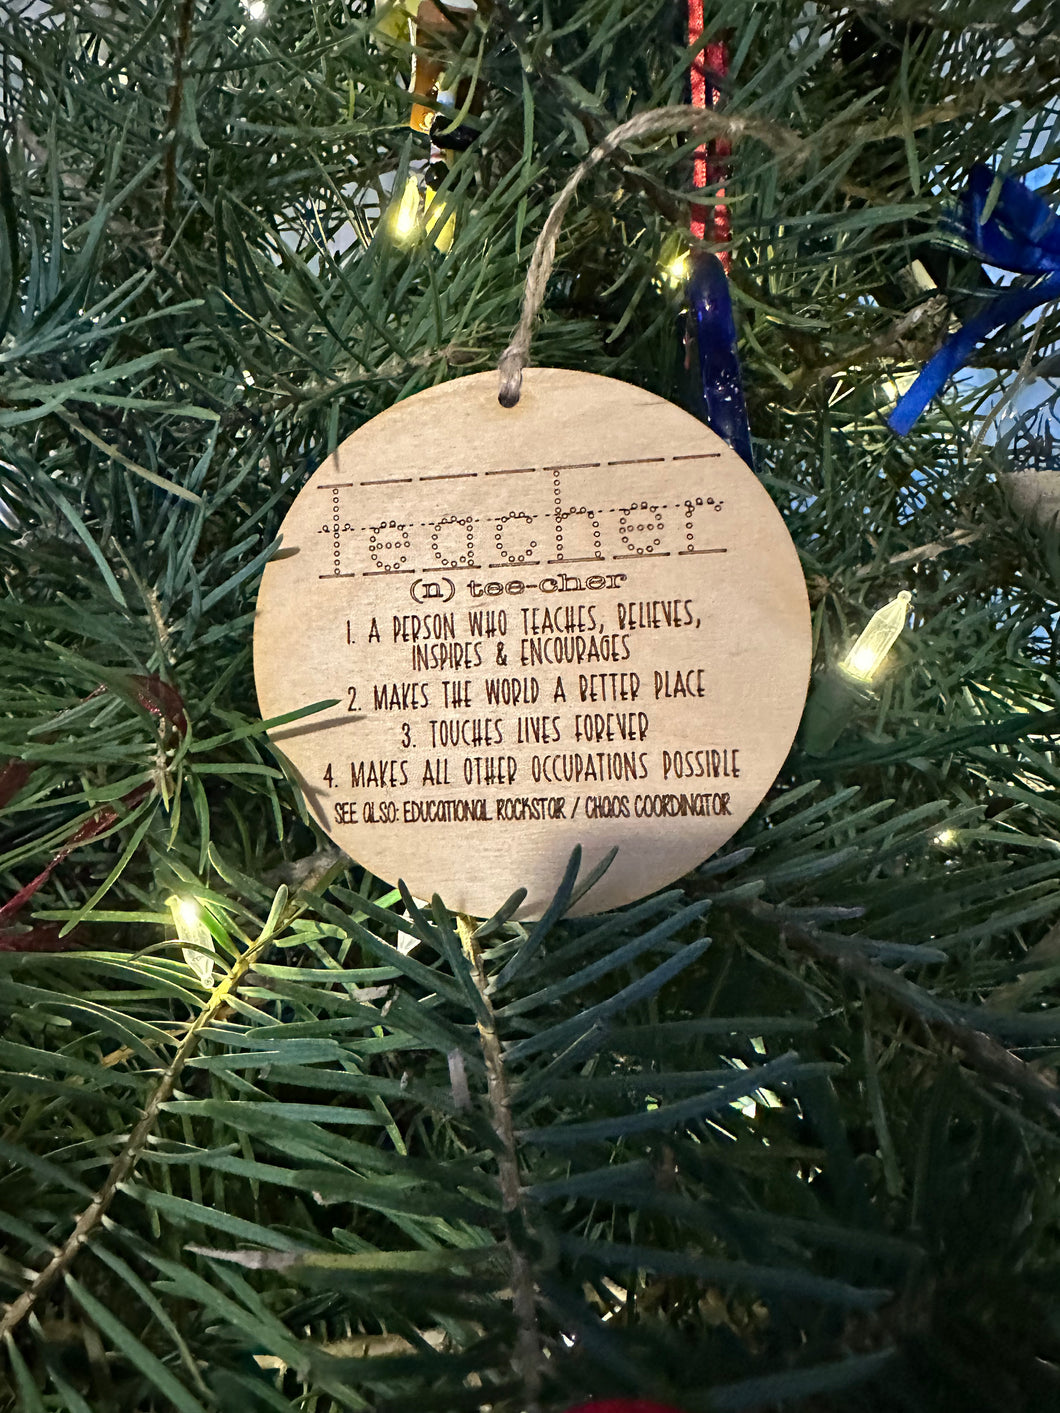 teacher
(n) tee-cher
1. A PERSON WHO TEACHES, BELIEVES,
INSPIRES & ENCOURAGES
2. MAKES THE WORLD A BETTER PLACE
3. TOUCHES LIVES FOREVER
4. MAKES ALL OTHER OCCUPATIONS POSSIBLE
SEE ALSO: EDUCATIONAL ROCKSTAR / CHAOS COORDINATOR